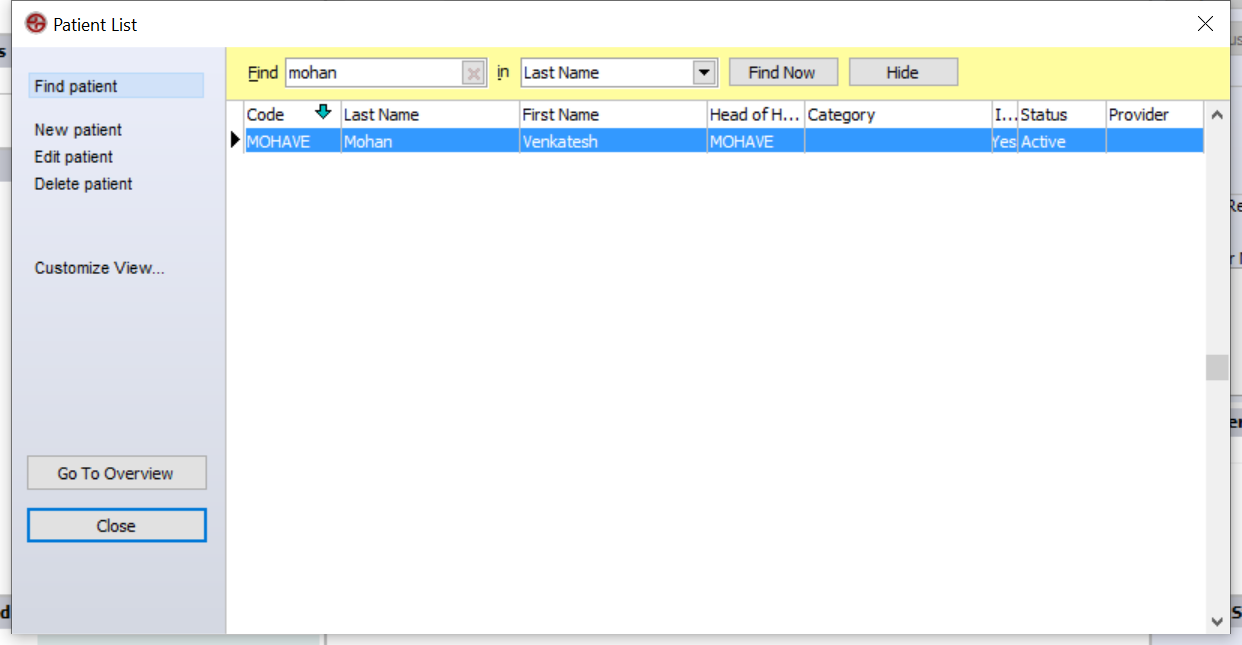 Patient List
Find patient
New patient
Edit patient
Delete patient
Customize View...
Go To Overview
Close
Find mohan in Last Name Find Now Hide
Code Last Name First Name Head of H... Category I... Status Provider
MOHAVE Mohan Venkatesh MOHAVE Yes Active